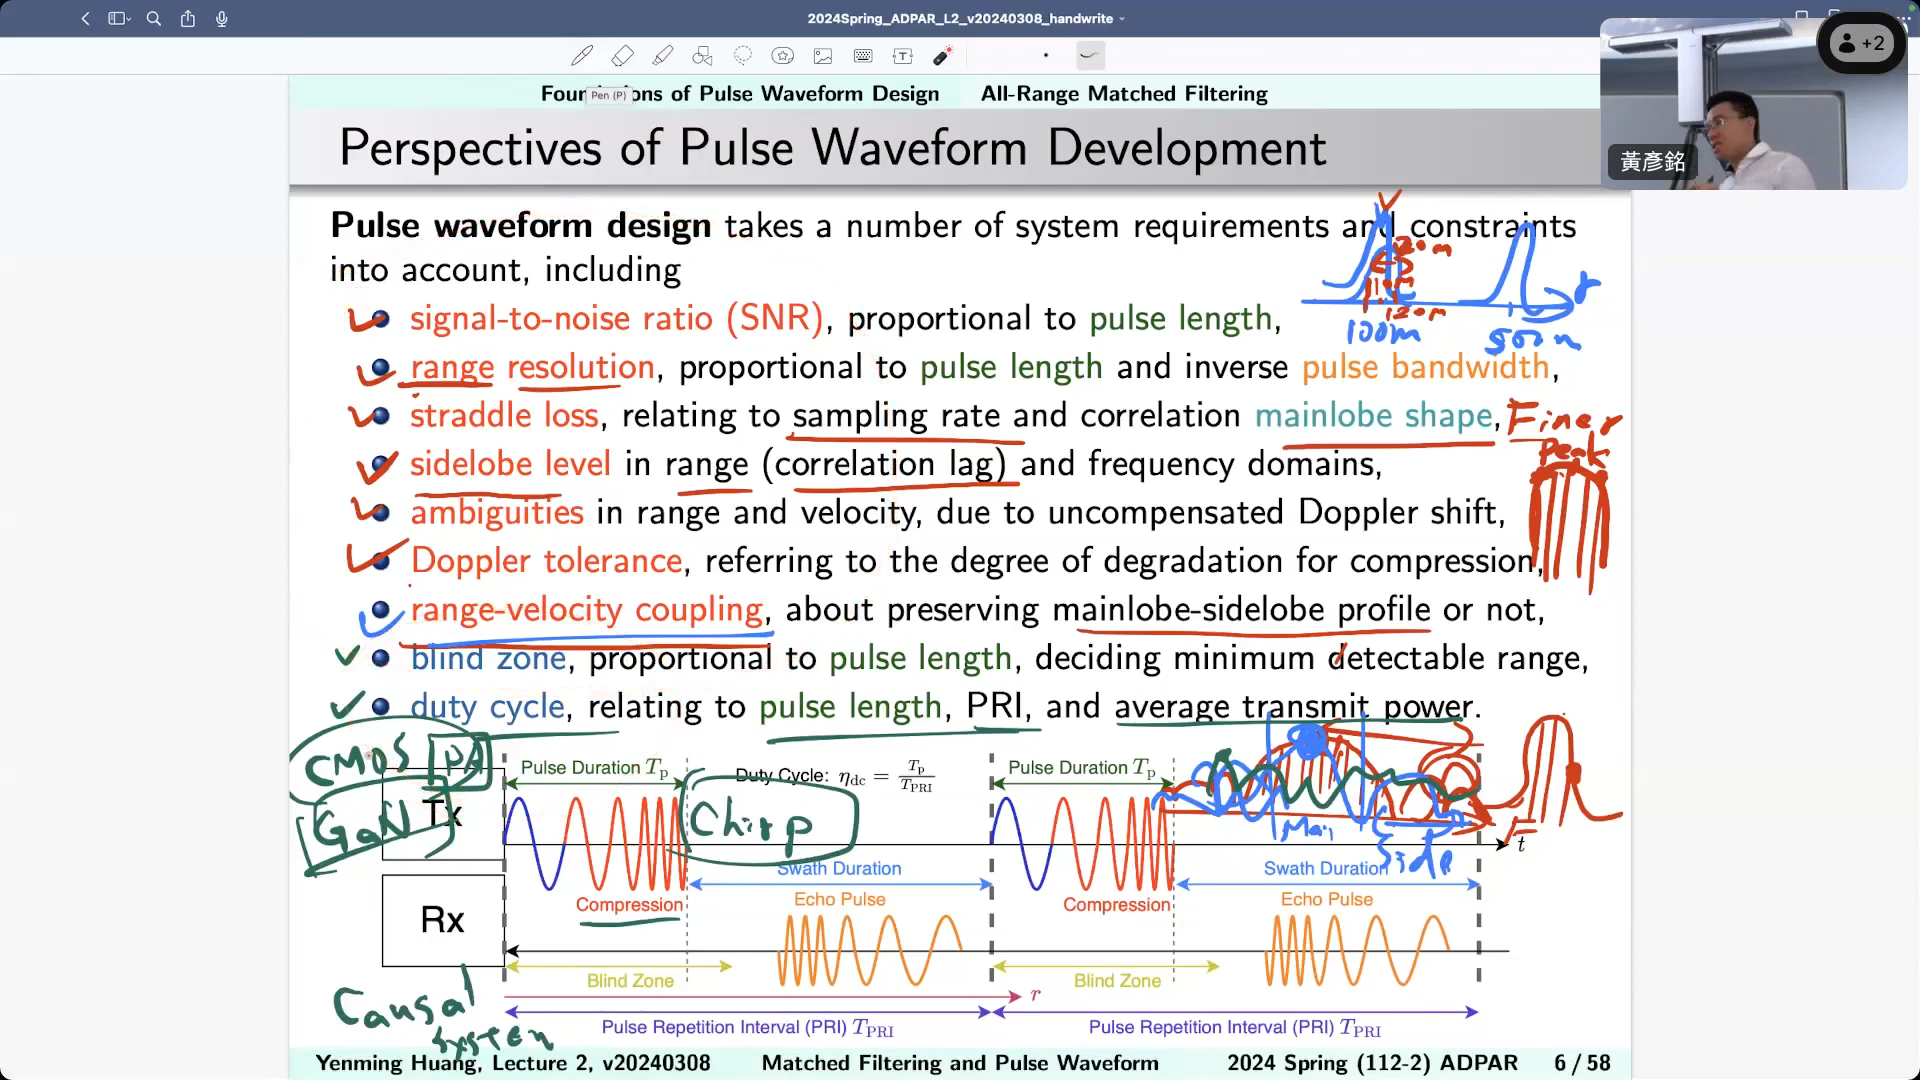 2024Spring_ADPAR_L2_v20240308_handwrite
+2
黃彥銘
Pen (P)
Foundations of Pulse Waveform Design All-Range Matched Filtering
Perspectives of Pulse Waveform Development
Pulse waveform design takes a number of system requirements and constraints
into account, including
signal-to-noise ratio (SNR), proportional to pulse length,
range resolution, proportional to pulse length and inverse pulse bandwidth,
straddle loss, relating to sampling rate and correlation mainlobe shape,
sidelobe level in range (correlation lag) and frequency domains,
ambiguities in range and velocity, due to uncompensated Doppler shift,
Doppler tolerance, referring to the degree of degradation for compression,
range-velocity coupling, about preserving mainlobe-sidelobe profile or not,
blind zone, proportional to pulse length, deciding minimum detectable range,
duty cycle, relating to pulse length, PRI, and average transmit power.
20m
120m
100m
500m
r
Finer
Peak
CMOS PA
GaN
Tx
Pulse Duration Tp
Duty Cycle: ηdc = Tp/TPRI
Pulse Duration Tp
Chirp
Main
Side
t
Swath Duration
Swath Duration
Compression
Echo Pulse
Compression
Echo Pulse
Rx
Blind Zone
Blind Zone
r
Causal
System
Pulse Repetition Interval (PRI) TPRI
Pulse Repetition Interval (PRI) TPRI
Yenming Huang, Lecture 2, v20240308 Matched Filtering and Pulse Waveform 2024 Spring (112-2) ADPAR 6 / 58